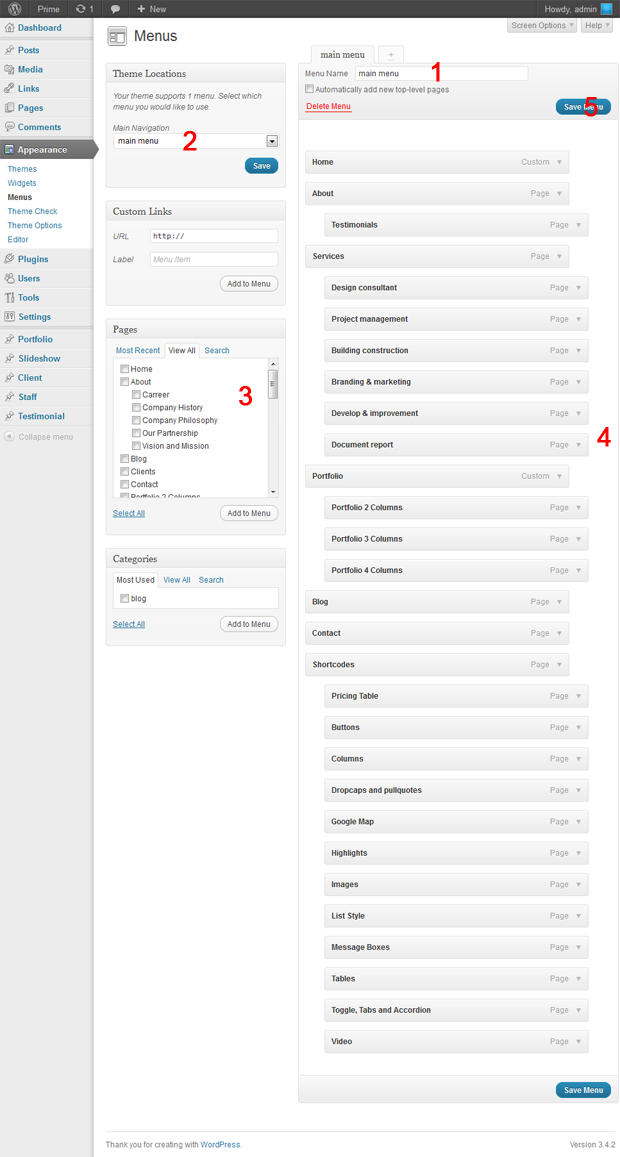 Prime 1 + New Howdy, admin
Screen Options Help
Dashboard
Posts
Media
Links
Pages
Comments
Appearance
Themes
Widgets
Menus
Theme Check
Theme Options
Editor
Plugins
Users
Tools
Settings
Portfolio
Slideshow
Client
Staff
Testimonial
Collapse menu
Menus
Theme Locations
Your theme supports 1 menu. Select which
menu you would like to use.
Main Navigation
main menu
2
Save
Custom Links
URL http://
Label Menu Item
Add to Menu
Pages
Most Recent View All Search
Home
About
Carreer
Company History
Company Philosophy
Our Partnership
Vision and Mission
Blog
Clients
Contact
Portfolio 2 Columns
3
Select All Add to Menu
Categories
Most Used View All Search
blog
Select All Add to Menu
main menu +
Menu Name main menu
1
Automatically add new top-level pages
Delete Menu Save Menu
5
Home Custom
About Page
Testimonials Page
Services Page
Design consultant Page
Project management Page
Building construction Page
Branding & marketing Page
Develop & improvement Page
Document report Page
4
Portfolio Custom
Portfolio 2 Columns Page
Portfolio 3 Columns Page
Portfolio 4 Columns Page
Blog Page
Contact Page
Shortcodes Page
Pricing Table Page
Buttons Page
Columns Page
Dropcaps and pullquotes Page
Google Map Page
Highlights Page
Images Page
List Style Page
Message Boxes Page
Tables Page
Toggle, Tabs and Accordion Page
Video Page
Save Menu
Thank you for creating with WordPress. Version 3.4.2